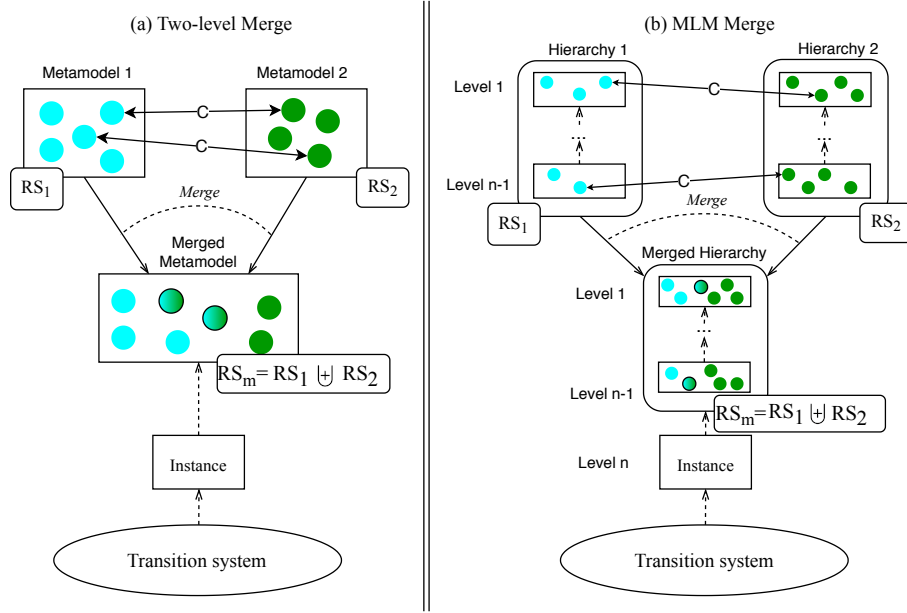 (a) Two-level Merge
Metamodel 1
Metamodel 2
C
C
RS1
RS2
Merge
Merged
Metamodel
RSm= RS1 ⊎ RS2
Instance
Transition system
(b) MLM Merge
Hierarchy 1
Hierarchy 2
Level 1
C
...
...
Level n-1
C
RS1
RS2
Merge
Merged Hierarchy
Level 1
...
Level n-1
RSm= RS1 ⊎ RS2
Level n
Instance
Transition system